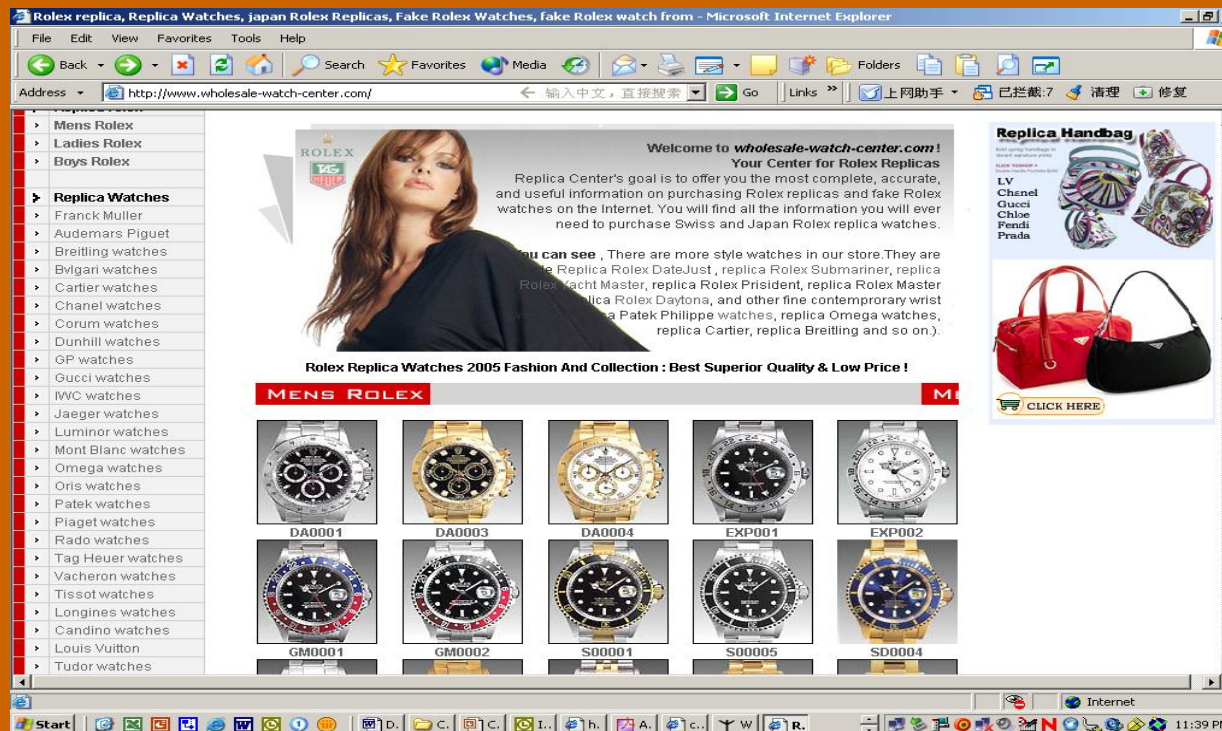 Rolex replica, Replica Watches, japan Rolex Replicas, Fake Rolex Watches, fake Rolex watch from - Microsoft Internet Explorer
File Edit View Favorites Tools Help
Back Search Favorites Media Folders
Address http://www.wholesale-watch-center.com/ 输入中文，直接搜索 Go Links » 上网助手 已拦截:7 清理 修复
Mens Rolex
Ladies Rolex
Boys Rolex
Replica Watches
Franck Muller
Audemars Piguet
Breitling watches
Bvlgari watches
Cartier watches
Chanel watches
Corum watches
Dunhill watches
GP watches
Gucci watches
IWC watches
Jaeger watches
Luminor watches
Mont Blanc watches
Omega watches
Oris watches
Patek watches
Piaget watches
Rado watches
Tag Heuer watches
Vacheron watches
Tissot watches
Longines watches
Candino watches
Louis Vuitton
Tudor watches
ROLEX
TAG
HEUER
Welcome to wholesale-watch-center.com !
Your Center for Rolex Replicas
Replica Center's goal is to offer you the most complete, accurate,
and useful information on purchasing Rolex replicas and fake Rolex
watches on the Internet. You will find all the information you will ever
need to purchase Swiss and Japan Rolex replica watches.
can see , There are more style watches in our store.They are
Replica Rolex DateJust , replica Rolex Submariner, replica
Rolex Yacht Master, replica Rolex Prisident, replica Rolex Master
Rolex Daytona, and other fine contemprorary wrist
Patek Philippe watches, replica Omega watches,
replica Cartier, replica Breitling and so on.).
Rolex Replica Watches 2005 Fashion And Collection : Best Superior Quality & Low Price !
MENS ROLEX
DA0001 DA0003 DA0004 EXP001 EXP002
GM0001 GM0002 S00001 S00005 SD0004
Replica Handbag
LV
Chanel
Gucci
Chloe
Fendi
Prada
CLICK HERE
Internet
Start D. C. C. I.. h. A. c.. W R. 11:39 PM